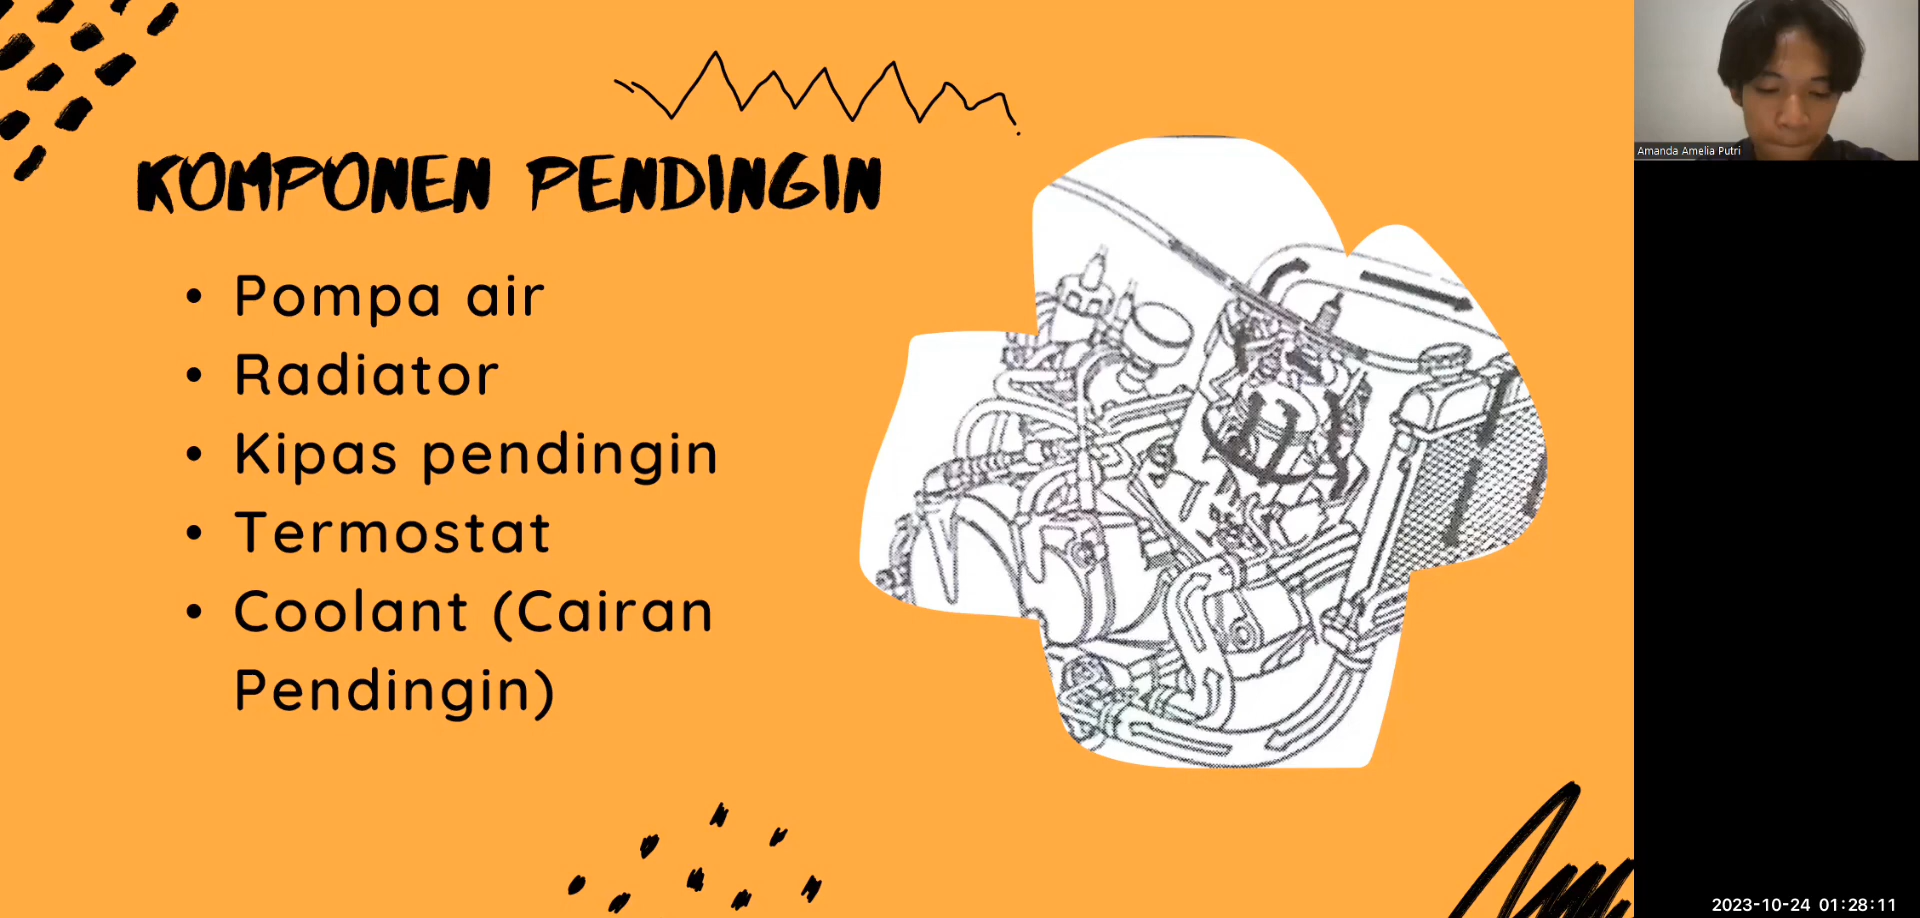 KOMPONEN PENDINGIN
• Pompa air
• Radiator
• Kipas pendingin
• Termostat
• Coolant (Cairan
Pendingin)
Amanda Amelia Putri
2023-10-24 01:28:11